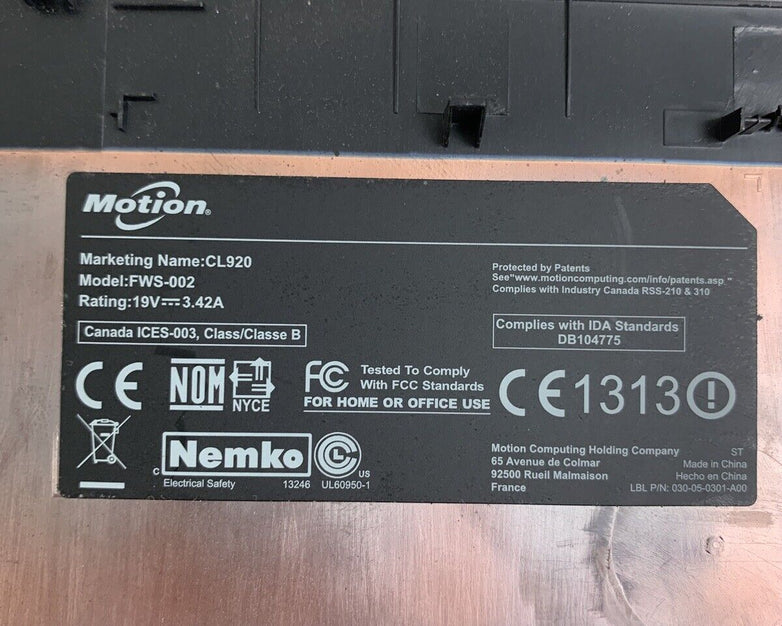 Motion®
Marketing Name:CL920
Model:FWS-002
Rating:19V⎓3.42A
Canada ICES-003, Class/Classe B
Protected by Patents
See"www.motioncomputing.com/info/patents.asp "
Complies with Industry Canada RSS-210 & 310
Complies with IDA Standards
DB104775
CE
NOM
NYCE
FC
Tested To Comply
With FCC Standards
FOR HOME OR OFFICE USE
CE1313
C Nemko US
Electrical Safety 13246 UL60950-1
Motion Computing Holding Company
65 Avenue de Colmar
92500 Rueil Malmaison
France
ST
Made in China
Hecho en China
LBL P/N: 030-05-0301-A00